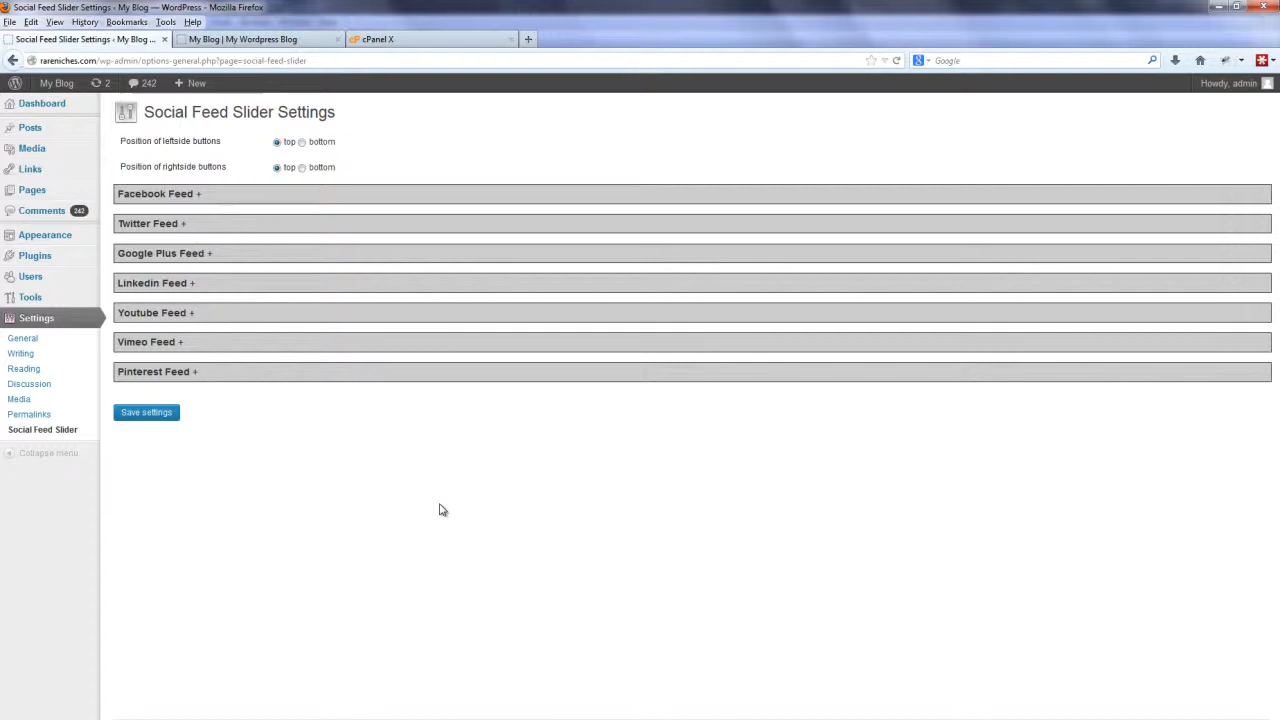 Social Feed Slider Settings ‹ My Blog — WordPress - Mozilla Firefox
File Edit View History Bookmarks Tools Help
Social Feed Slider Settings ‹ My Blog ... × My Blog | My Wordpress Blog × cP cPanel X × +
rareniches.com/wp-admin/options-general.php?page=social-feed-slider Google
My Blog 2 242 + New Howdy, admin
Dashboard
Posts
Media
Links
Pages
Comments 242
Appearance
Plugins
Users
Tools
Settings
General
Writing
Reading
Discussion
Media
Permalinks
Social Feed Slider
Collapse menu
Social Feed Slider Settings
Position of leftside buttons top bottom
Position of rightside buttons top bottom
Facebook Feed +
Twitter Feed +
Google Plus Feed +
Linkedin Feed +
Youtube Feed +
Vimeo Feed +
Pinterest Feed +
Save settings